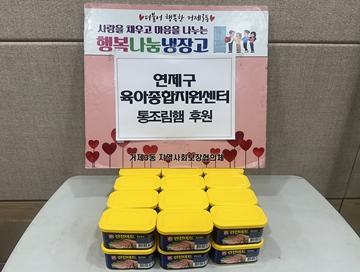 더불어 행복한 거제3동
사랑을 채우고 마음을 나누는
행복나눔냉장고
연제구
육아종합지원센터
통조림햄 후원
거제3동 지역사회보장협의체